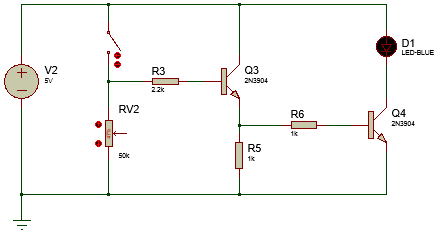 V2
5V
R3
2.2k
RV2
50k
Q3
2N3904
R5
1k
R6
1k
D1
LED-BLUE
Q4
2N3904